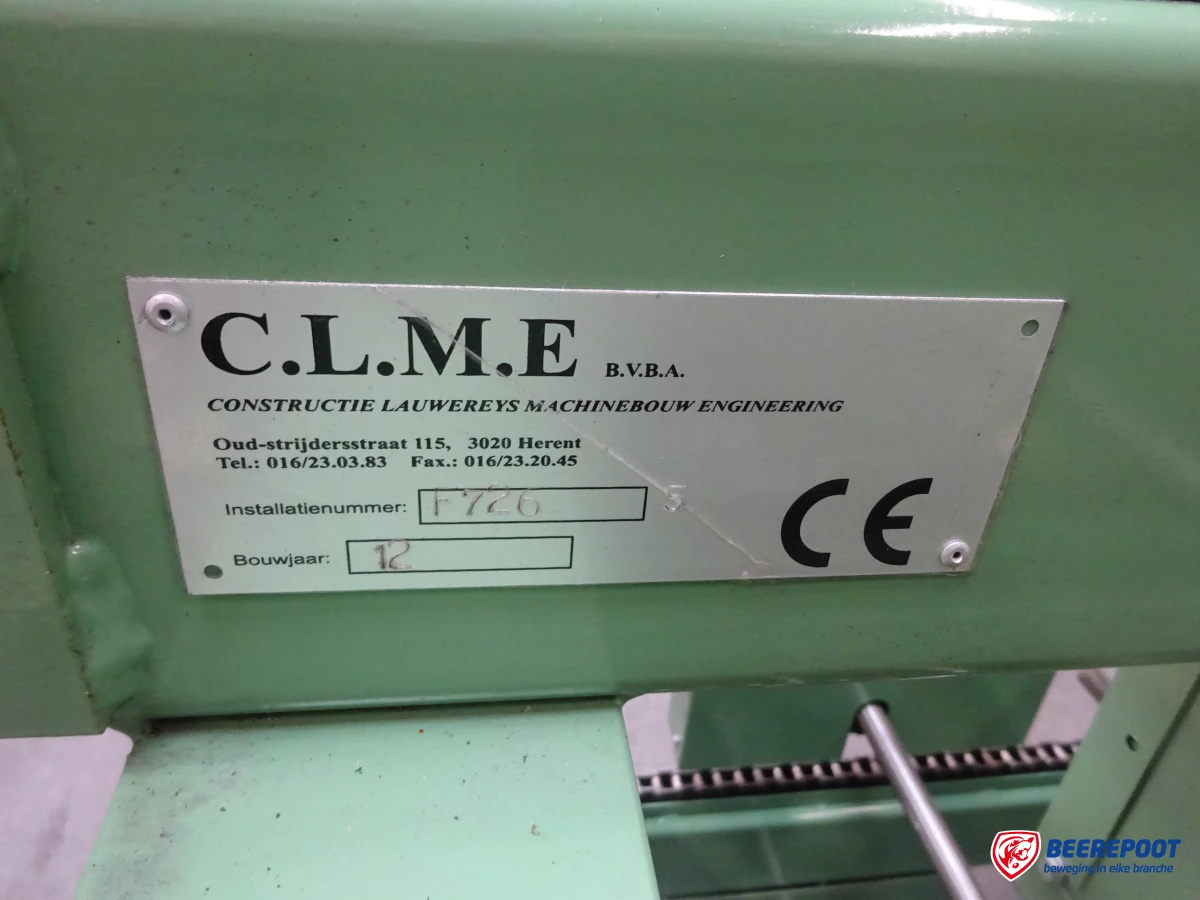 C.L.M.E B.V.B.A.
CONSTRUCTIE LAUWEREYS MACHINEBOUW ENGINEERING
Oud-strijdersstraat 115, 3020 Herent
Tel.: 016/23.03.83 Fax.: 016/23.20.45
Installatienummer: F726 5
Bouwjaar: 12
CE
BEEREPOOT
beweging in elke branche